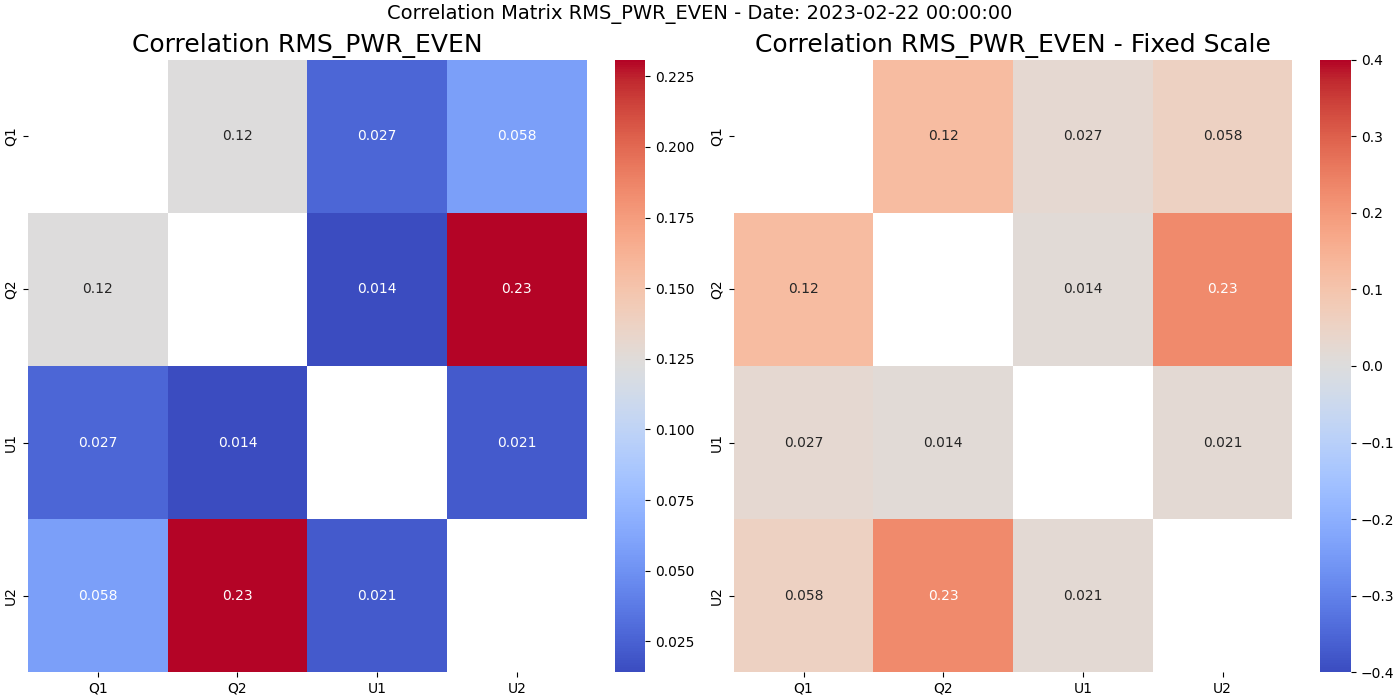 Correlation Matrix RMS_PWR_EVEN - Date: 2023-02-22 00:00:00
Correlation RMS_PWR_EVEN
Q1
0.12
0.027
0.058
Q2
0.12
0.014
0.23
U1
0.027
0.014
0.021
U2
0.058
0.23
0.021
Q1
Q2
U1
U2
0.225
0.200
0.175
0.150
0.125
0.100
0.075
0.050
0.025
Correlation RMS_PWR_EVEN - Fixed Scale
Q1
0.12
0.027
0.058
Q2
0.12
0.014
0.23
U1
0.027
0.014
0.021
U2
0.058
0.23
0.021
Q1
Q2
U1
U2
0.4
0.3
0.2
0.1
0.0
−0.1
−0.2
−0.3
−0.4